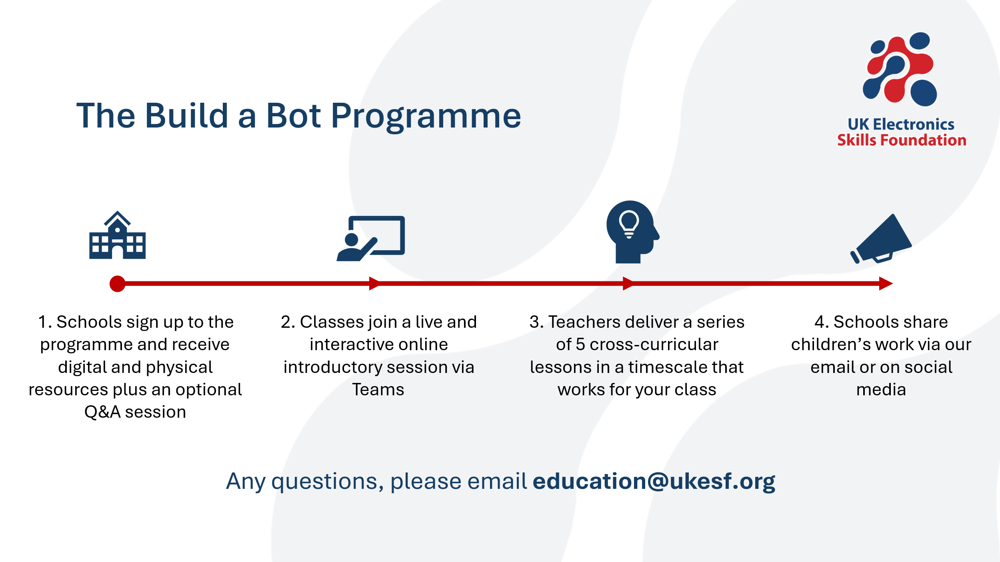 The Build a Bot Programme
UK Electronics
Skills Foundation
1. Schools sign up to the
programme and receive
digital and physical
resources plus an optional
Q&A session
2. Classes join a live and
interactive online
introductory session via
Teams
3. Teachers deliver a series
of 5 cross-curricular
lessons in a timescale that
works for your class
4. Schools share
children’s work via our
email or on social
media
Any questions, please email education@ukesf.org